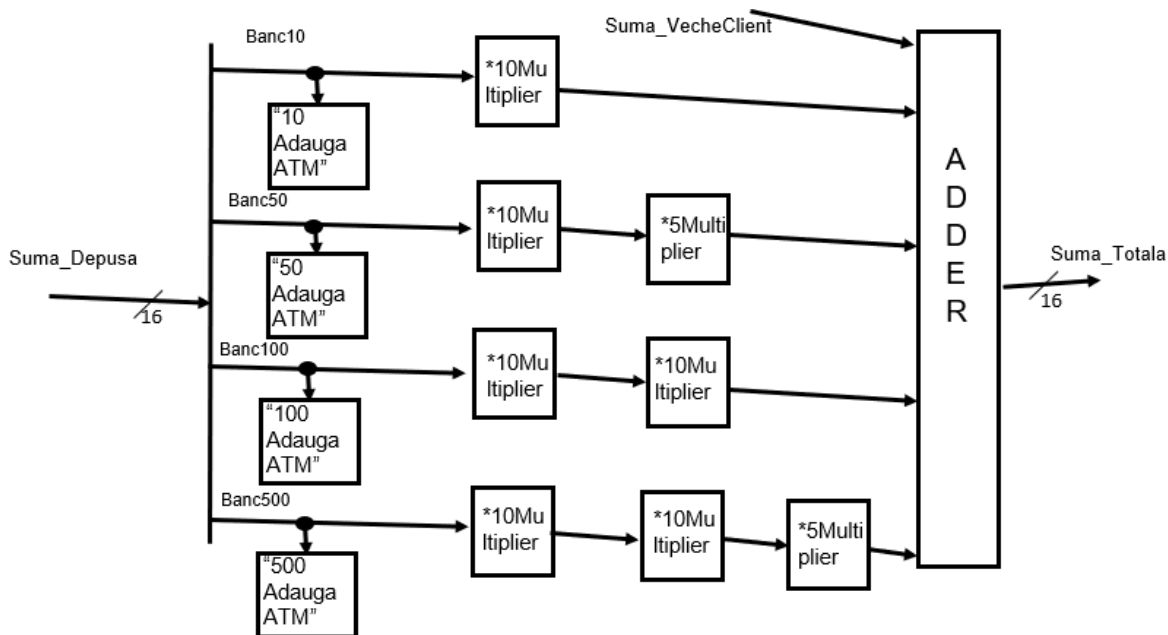 Banc10
Suma_VecheClient
*10Mu
ltiplier
“10
Adauga
ATM”
Banc50
*10Mu
ltiplier
*5Multi
plier
Suma_Depusa
16
“50
Adauga
ATM”
A
D
D
E
R
Suma_Totala
16
Banc100
*10Mu
ltiplier
*10Mu
ltiplier
“100
Adauga
ATM”
Banc500
*10Mu
ltiplier
*10Mu
ltiplier
*5Multi
plier
“500
Adauga
ATM”